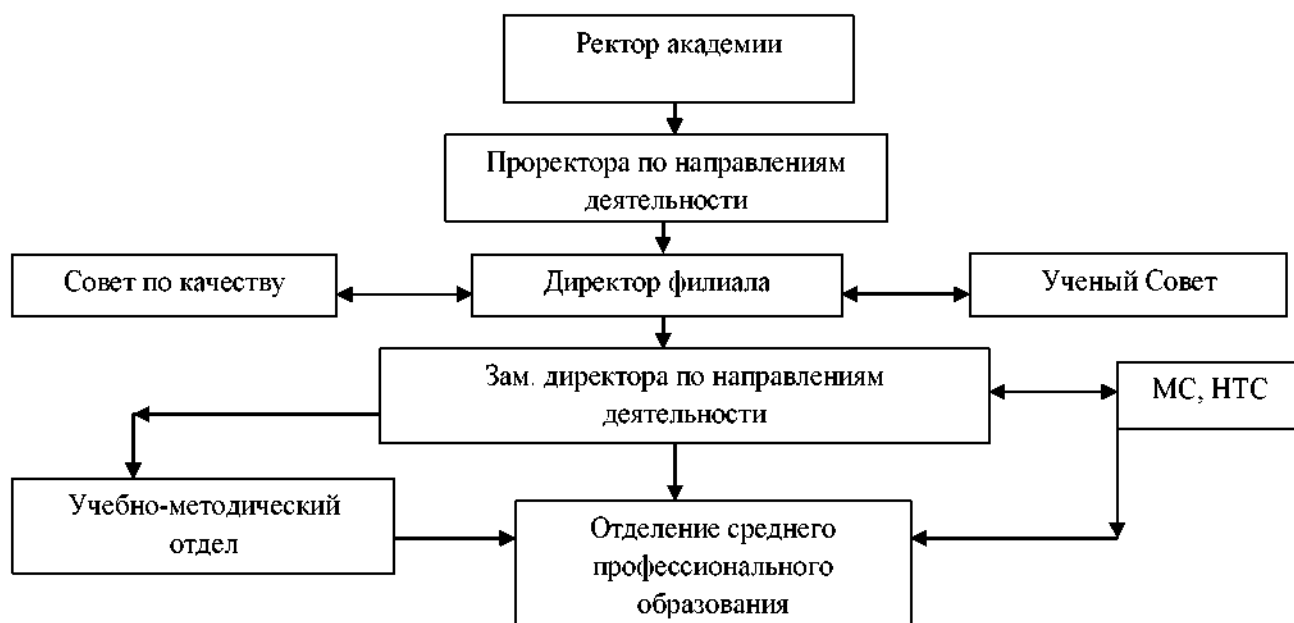 Ректор академии
Проректора по направлениям
деятельности
Совет по качеству
Директор филиала
Ученый Совет
Зам. директора по направлениям
деятельности
МС, НТС
Учебно-методический
отдел
Отделение среднего
профессионального
образования